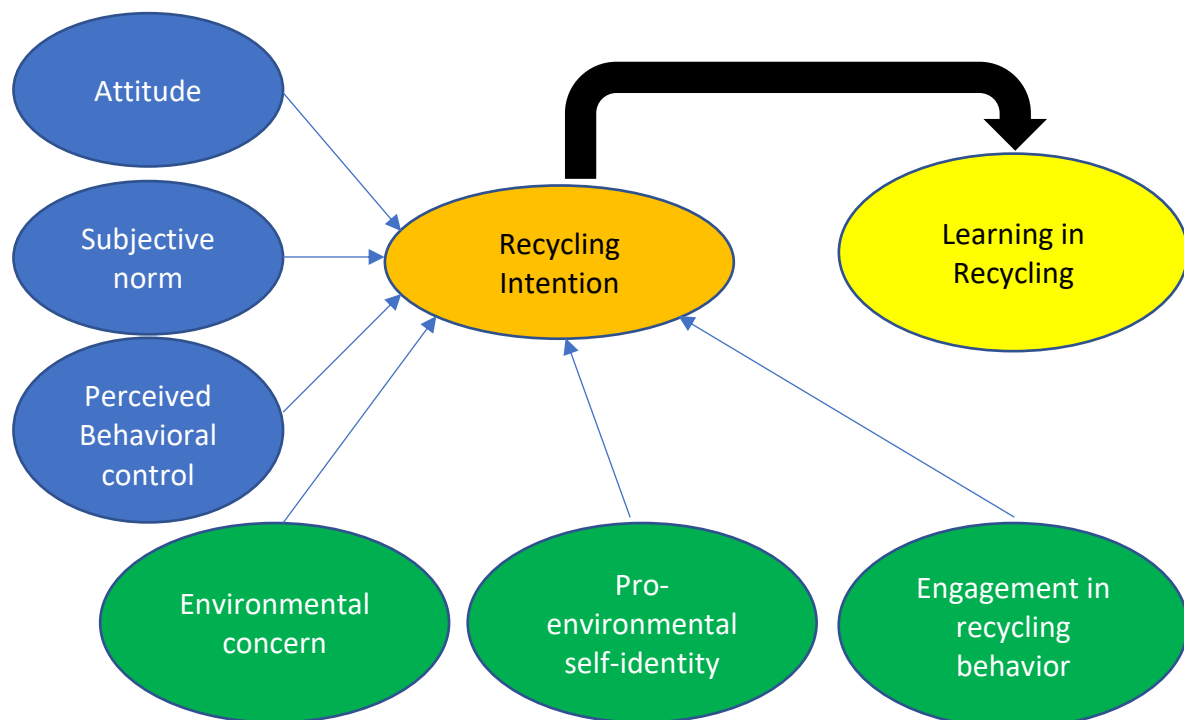 Attitude
Subjective
norm
Perceived
Behavioral
control
Recycling
Intention
Learning in
Recycling
Environmental
concern
Pro-
environmental
self-identity
Engagement in
recycling
behavior